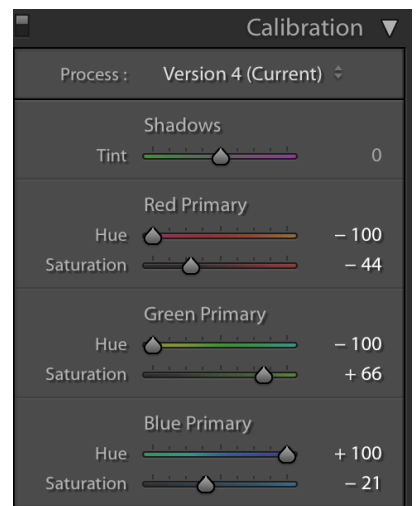 Calibration ▼
Process : Version 4 (Current)
Shadows
Tint 0
Red Primary
Hue – 100
Saturation – 44
Green Primary
Hue – 100
Saturation + 66
Blue Primary
Hue + 100
Saturation – 21